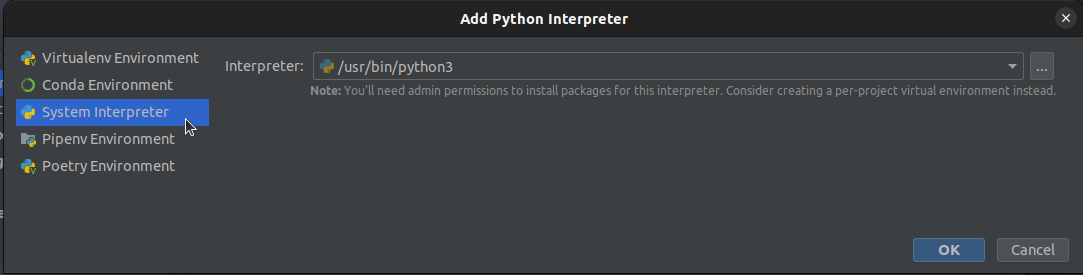 Add Python Interpreter
Virtualenv Environment
Conda Environment
System Interpreter
Pipenv Environment
Poetry Environment
Interpreter: /usr/bin/python3 ...
Note: You'll need admin permissions to install packages for this interpreter. Consider creating a per-project virtual environment instead.
OK Cancel